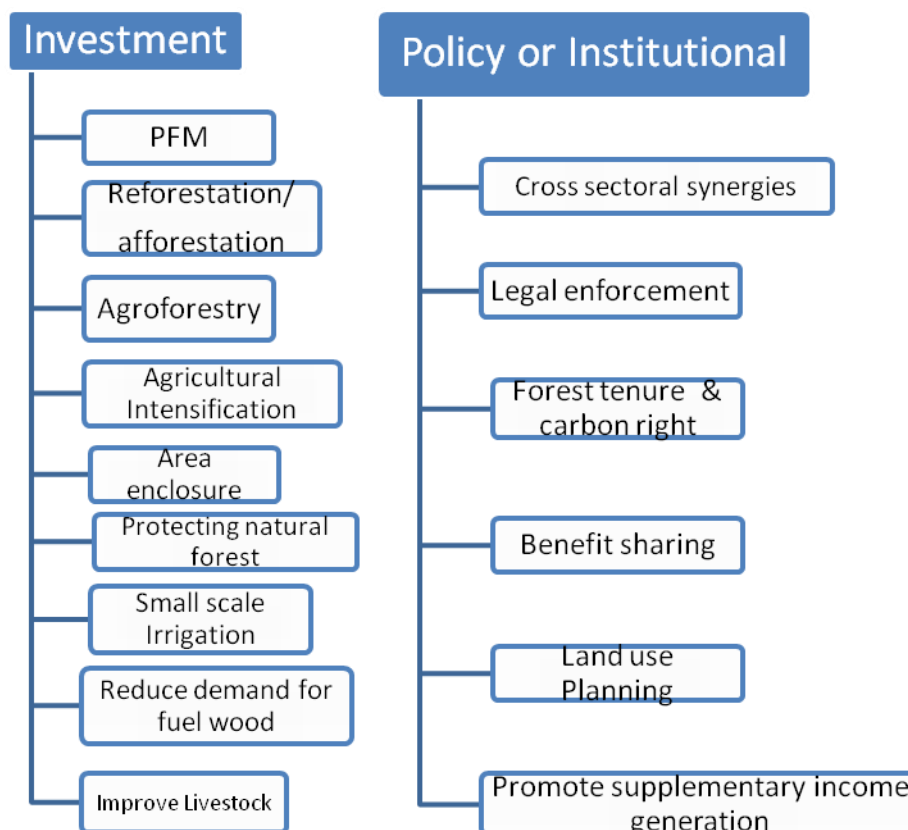 Investment
PFM
Reforestation/
afforestation
Agroforestry
Agricultural
Intensification
Area
enclosure
Protecting natural
forest
Small scale
Irrigation
Reduce demand for
fuel wood
Improve Livestock
Policy or Institutional
Cross sectoral synergies
Legal enforcement
Forest tenure & 
carbon right
Benefit sharing
Land use
Planning
Promote supplementary income
generation